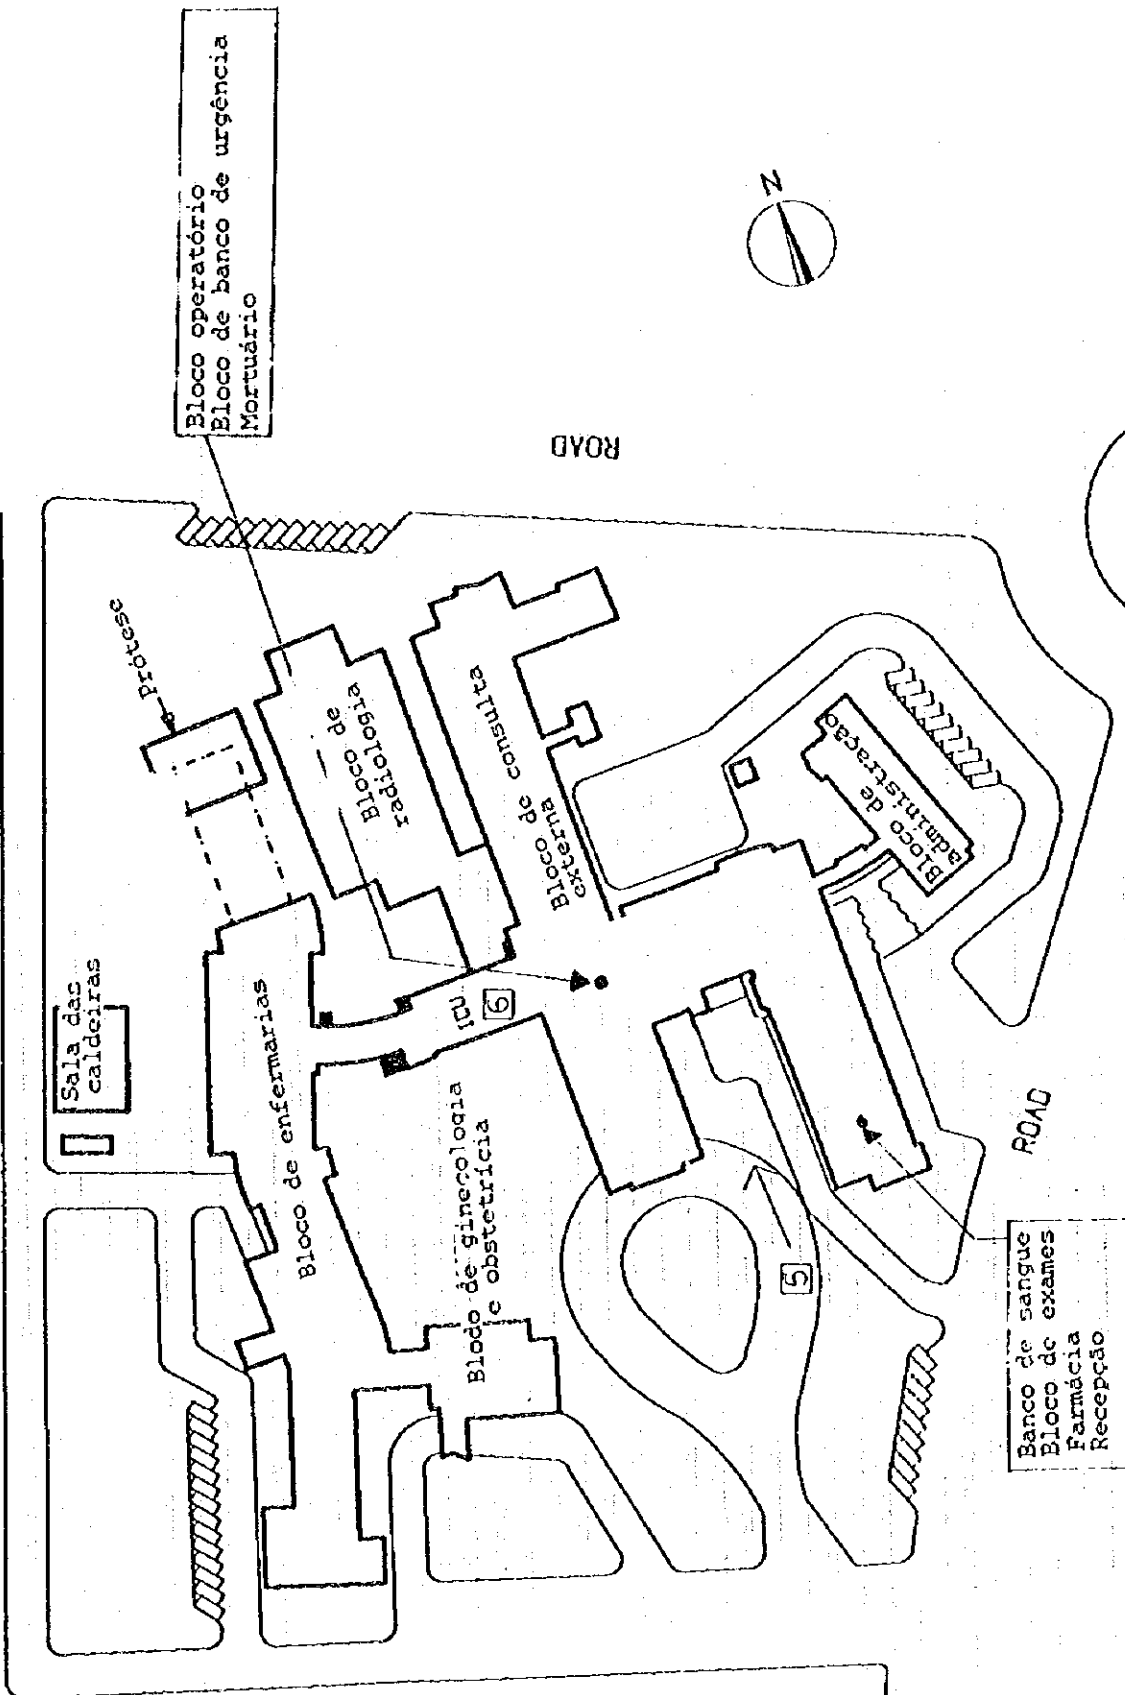 Bloco operatório
Bloco de banco de urgência
Mortuário
N
ROAD
Prótese
Bloco de
radiologia
Bloco de consulta
externa
Bloco de
administração
Sala das
caldeiras
Bloco de enfermarias
ICU
6
Blodo de ginecologia
e obstetrícia
5
ROAD
Banco de sangue
Bloco de exames
Farmácia
Recepção